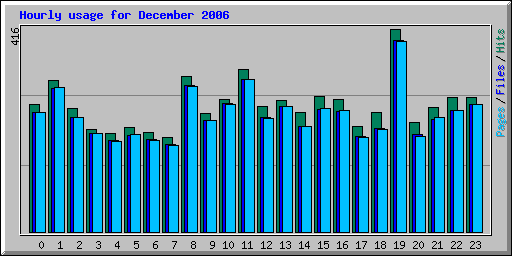 Hourly usage for December 2006
416
Pages / Files / Hits
0 1 2 3 4 5 6 7 8 9 10 11 12 13 14 15 16 17 18 19 20 21 22 23